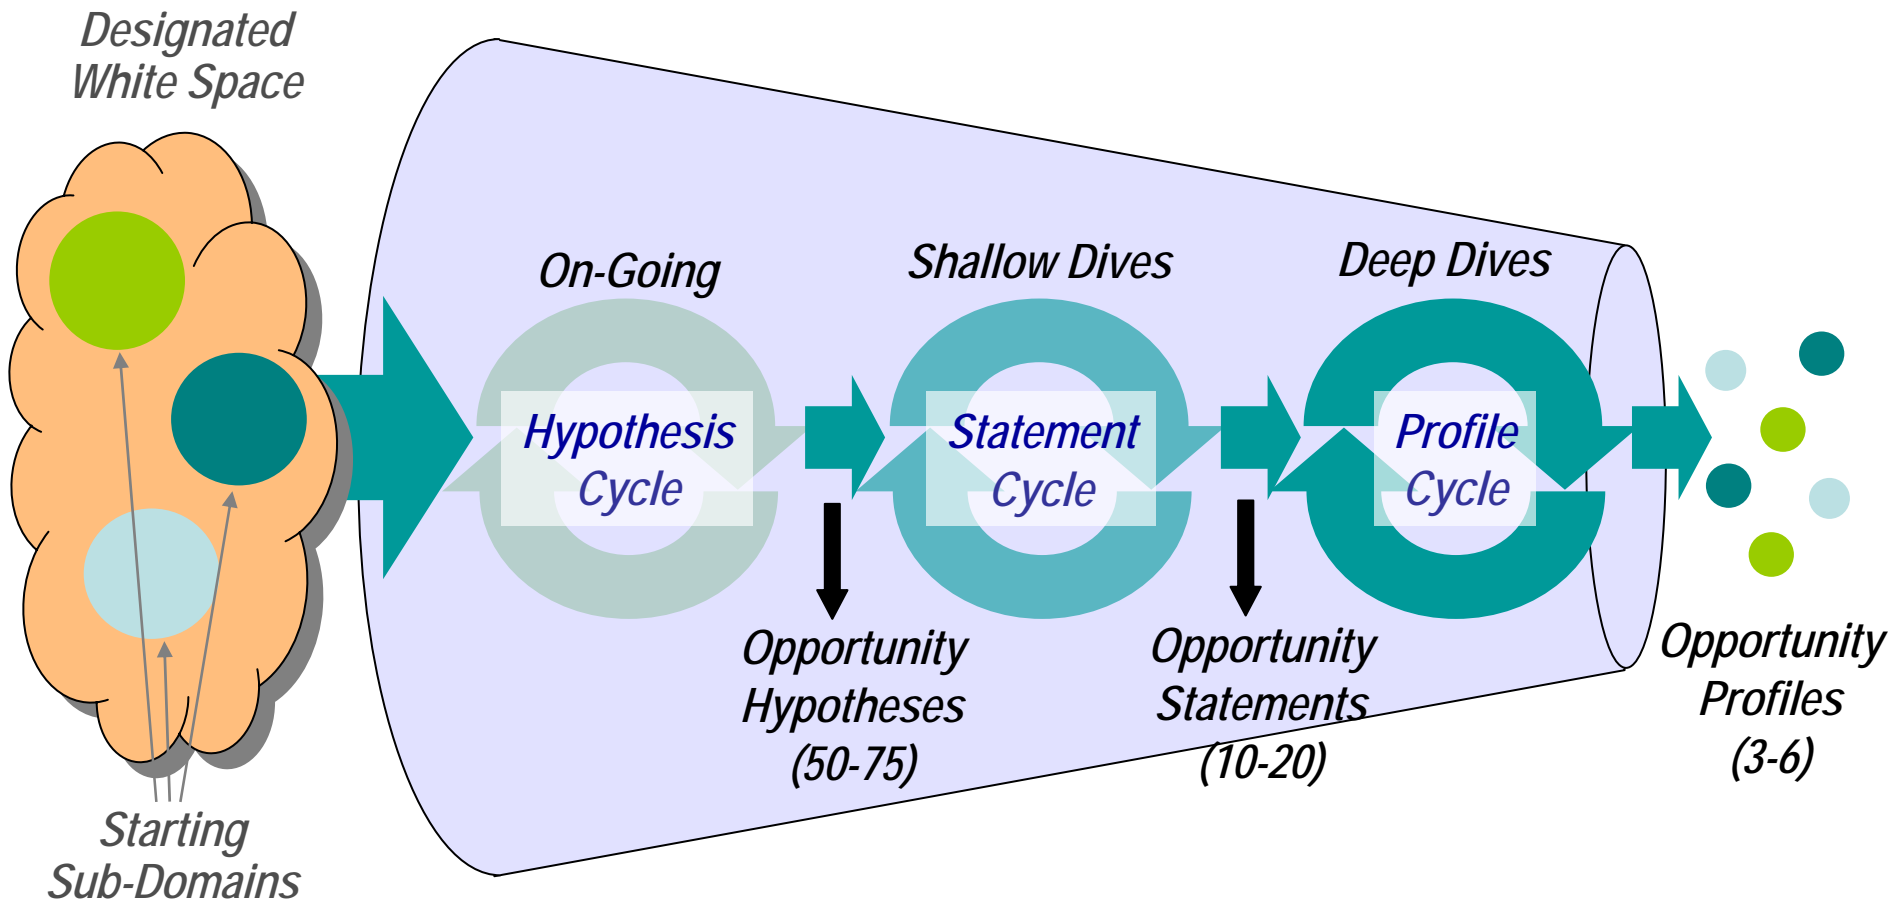 Designated
White Space
On-Going
Shallow Dives
Deep Dives
Hypothesis
Cycle
Statement
Cycle
Profile
Cycle
Opportunity
Hypotheses
(50-75)
Opportunity
Statements
(10-20)
Opportunity
Profiles
(3-6)
Starting
Sub-Domains